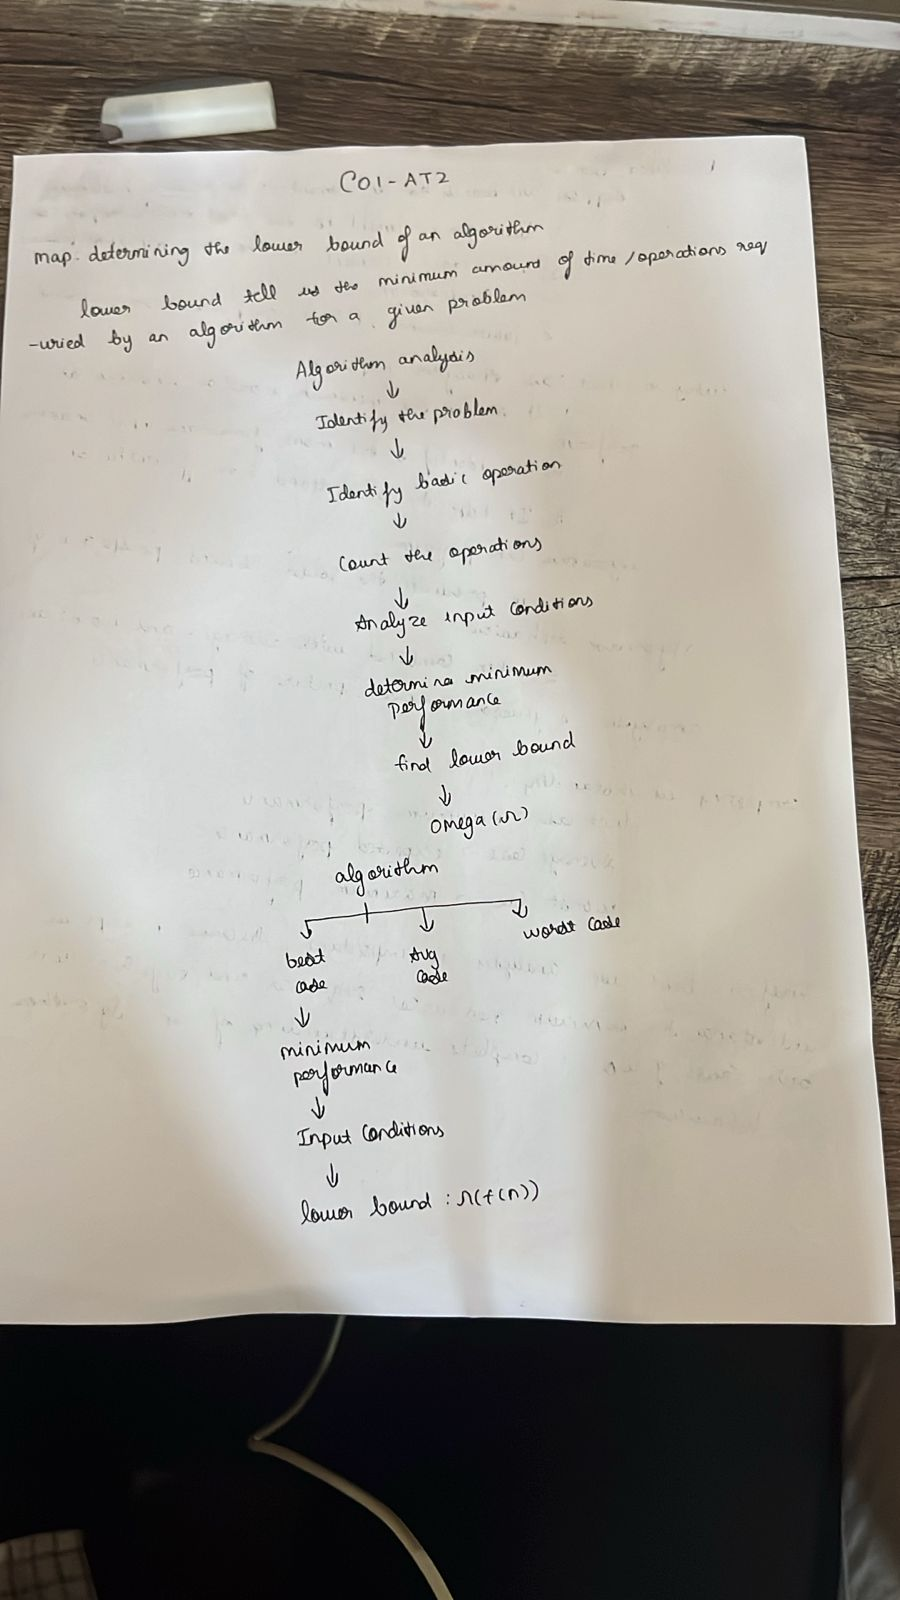 CO1-AT2
map: determining the lower bound of an algorithm
lower bound tell us the minimum amount of time/operations req
-uried by an algorithm for a given problem
Algorithm analysis
↓
Identify the problem.
↓
Identify basic operation
↓
Count the operations
↓
Analyze input conditions
↓
determine minimum
performance
↓
find lower bound
↓
Omega (Ω)
algorithm
best
case
Avg
case
worst case
↓
minimum
performance
↓
Input Conditions
↓
lower bound : Ω(f(n))